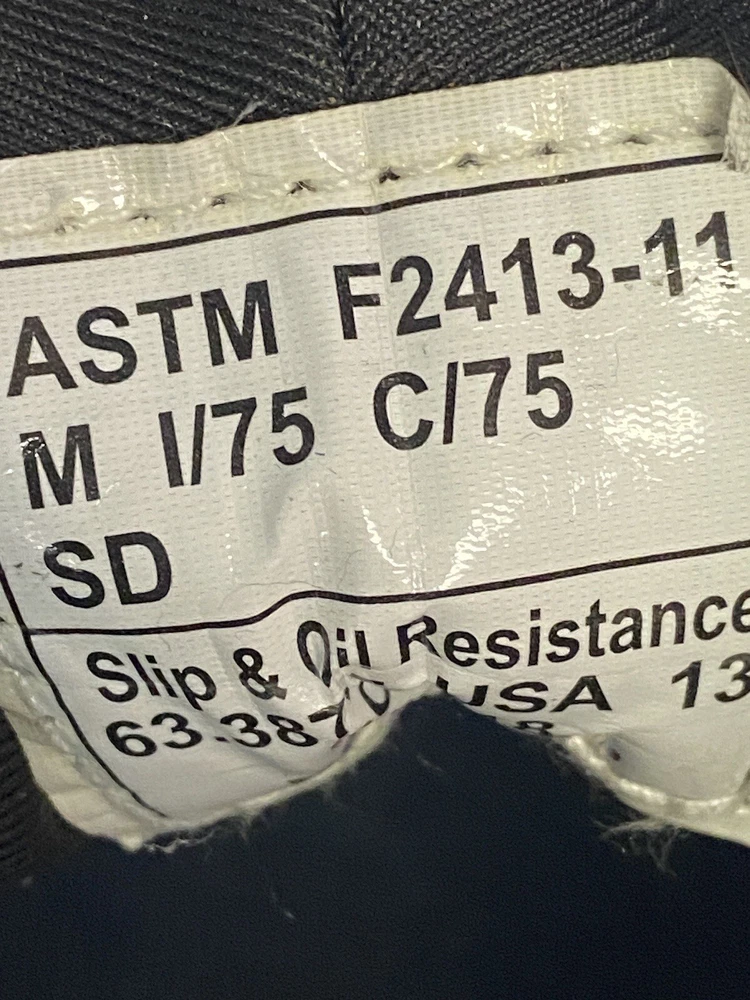 ASTM F2413-11
M I/75 C/75
SD
Slip & Oil Resistance
USA 13